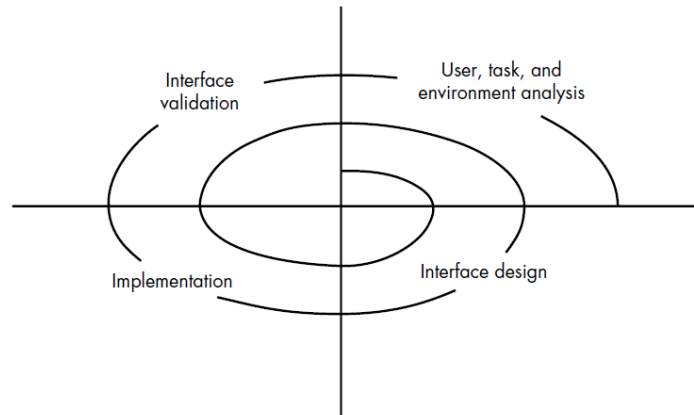 Interface
validation
User, task, and
environment analysis
Implementation
Interface design